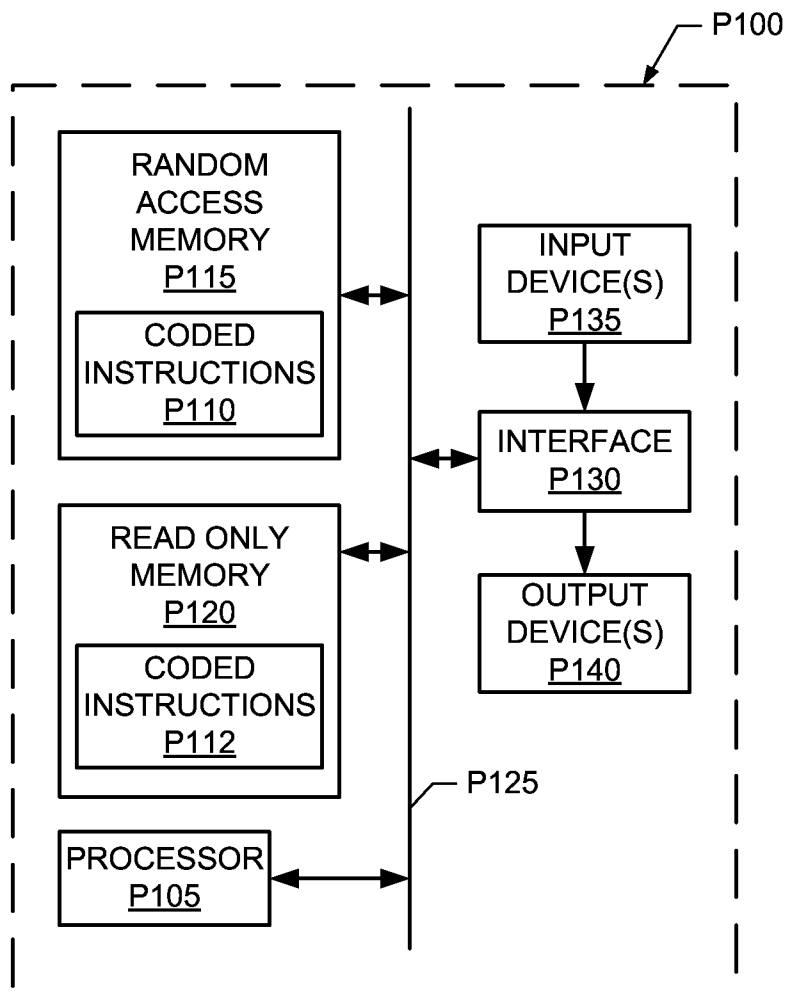 P100
RANDOM
ACCESS
MEMORY
P115
CODED
INSTRUCTIONS
P110
READ ONLY
MEMORY
P120
CODED
INSTRUCTIONS
P112
PROCESSOR
P105
P125
INPUT
DEVICE(S)
P135
INTERFACE
P130
OUTPUT
DEVICE(S)
P140